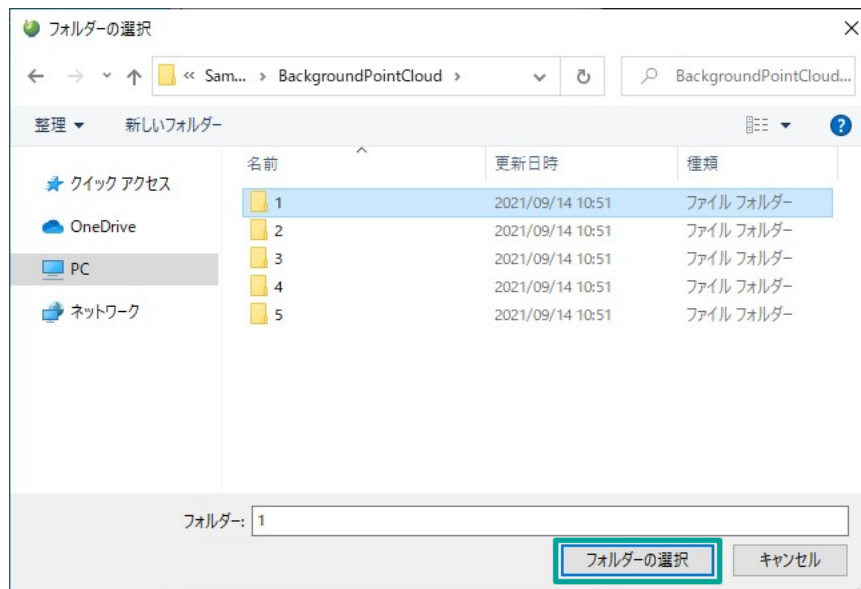 フォルダーの選択
« Sam... › BackgroundPointCloud ›
BackgroundPointCloud...
整理 新しいフォルダー
名前 更新日時 種類
クイック アクセス
OneDrive
PC
ネットワーク
1 2021/09/14 10:51 ファイル フォルダー
2 2021/09/14 10:51 ファイル フォルダー
3 2021/09/14 10:51 ファイル フォルダー
4 2021/09/14 10:51 ファイル フォルダー
5 2021/09/14 10:51 ファイル フォルダー
フォルダー: 1
フォルダーの選択 キャンセル